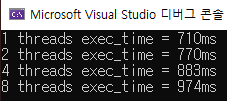 Microsoft Visual Studio 디버그 콘솔
1 threads exec_time = 710ms
2 threads exec_time = 770ms
4 threads exec_time = 883ms
8 threads exec_time = 974ms